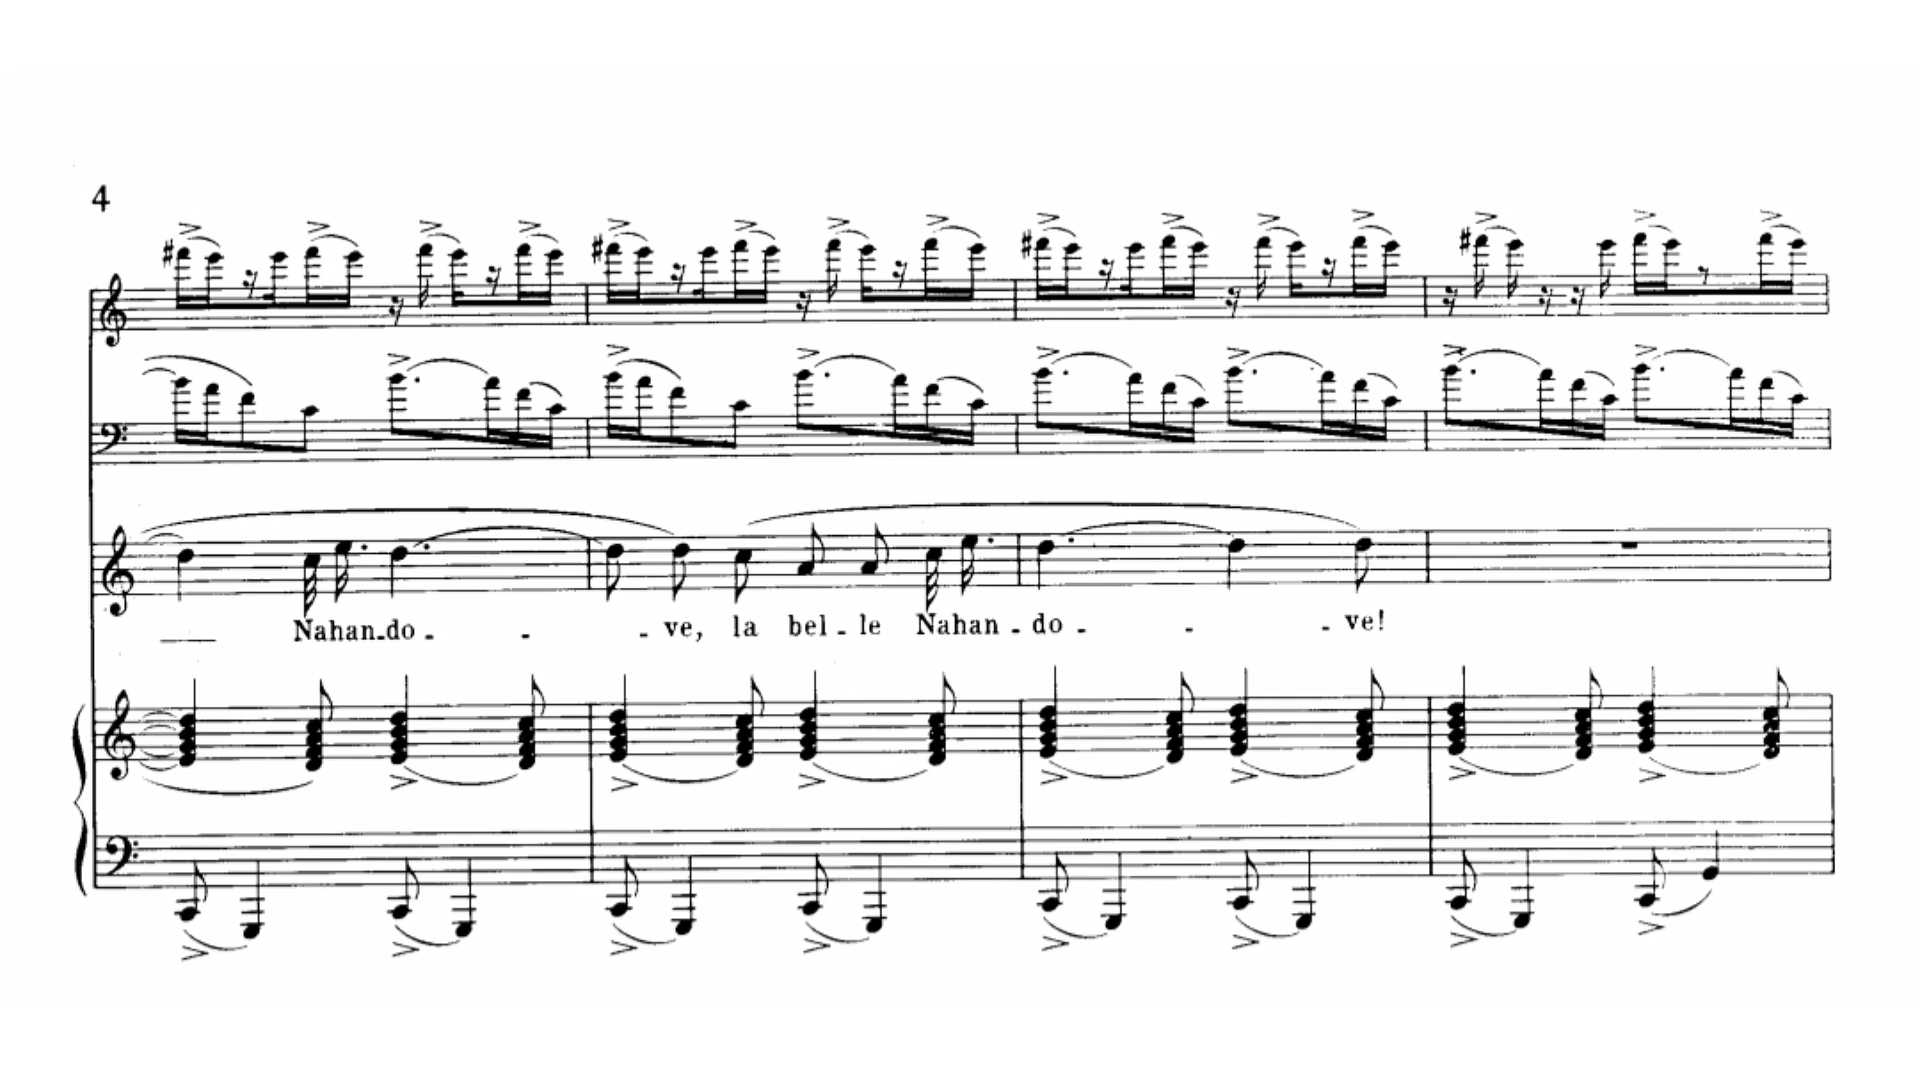 4
Nahan-do - - - ve, la bel - le Nahan - do - - - ve!